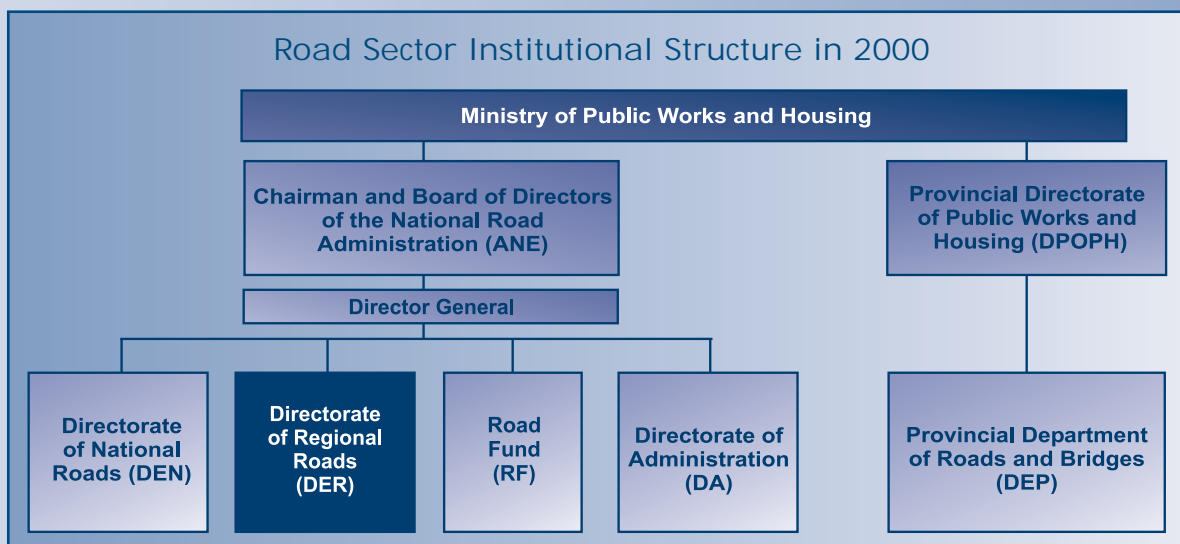 Road Sector Institutional Structure in 2000
Ministry of Public Works and Housing
Chairman and Board of Directors
of the National Road
Administration (ANE)
Provincial Directorate
of Public Works and
Housing (DPOPH)
Director General
Directorate
of National
Roads (DEN)
Directorate
of Regional
Roads
(DER)
Road
Fund
(RF)
Directorate of
Administration
(DA)
Provincial Department
of Roads and Bridges
(DEP)